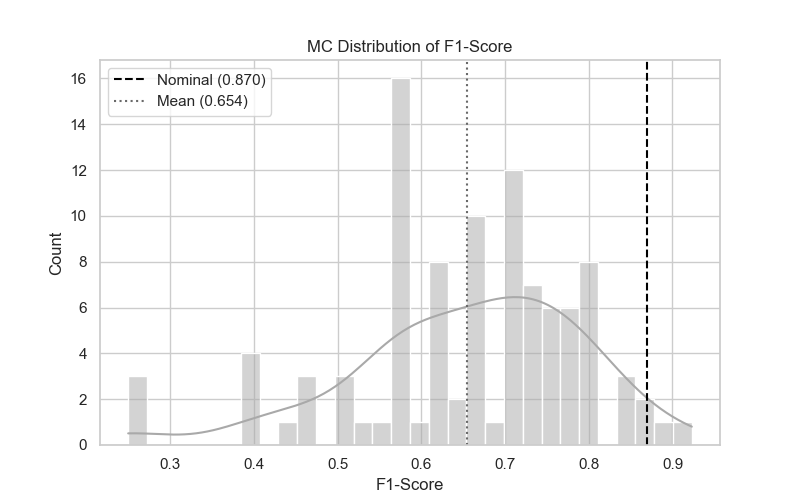 MC Distribution of F1-Score
Nominal (0.870)
Mean (0.654)
16
14
12
10
8
6
4
2
0
Count
0.3 0.4 0.5 0.6 0.7 0.8 0.9
F1-Score